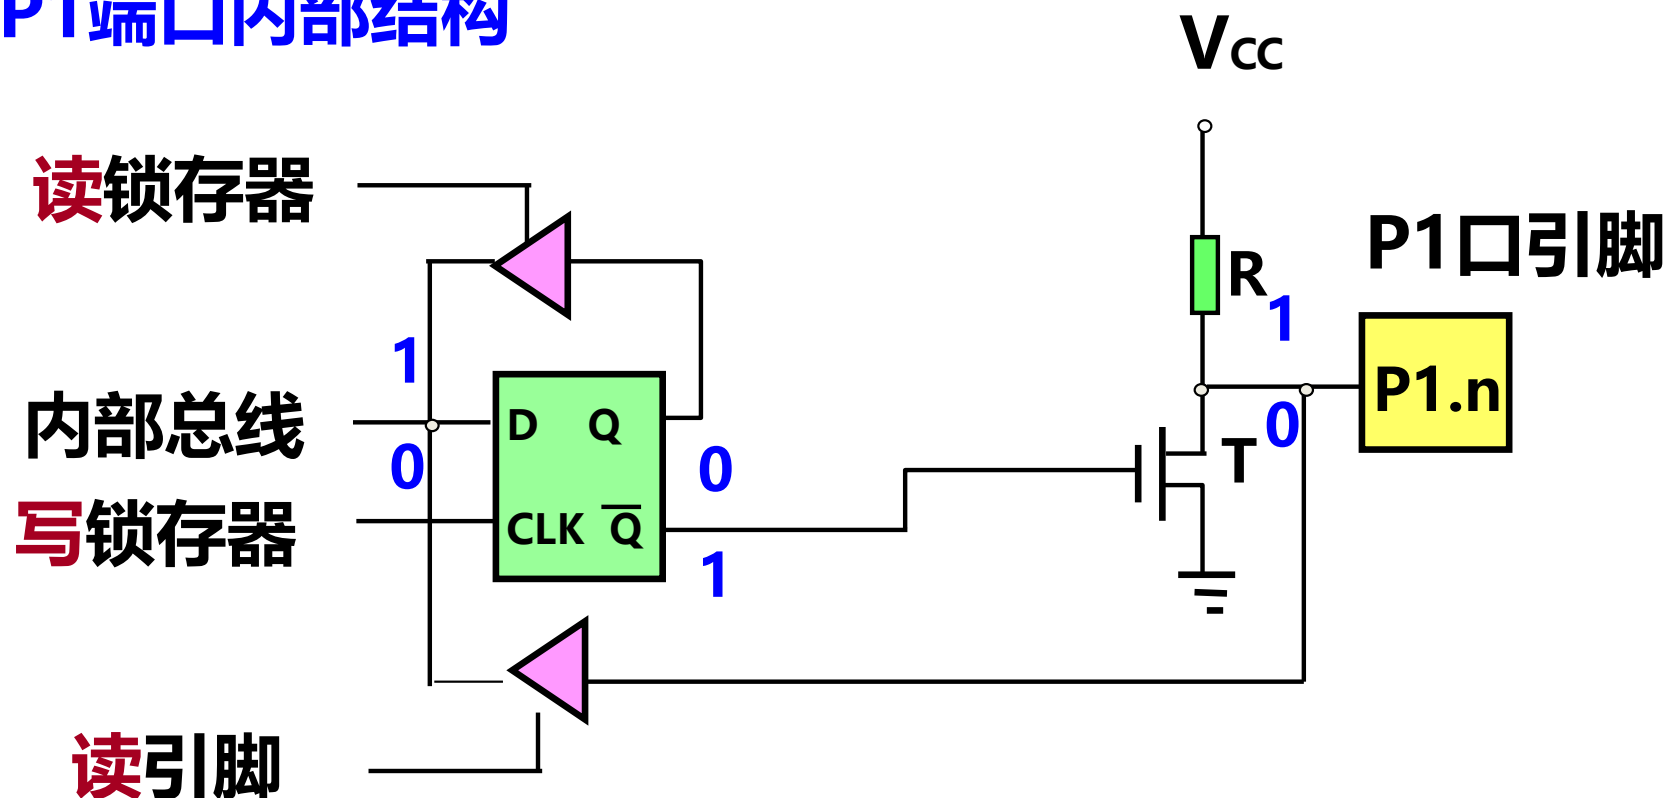 P1端口内部结构
Vcc
读锁存器
P1口引脚
R
1
1
P1.n
内部总线
D Q
0
0
T
0
写锁存器
CLK Q̅
1
读引脚